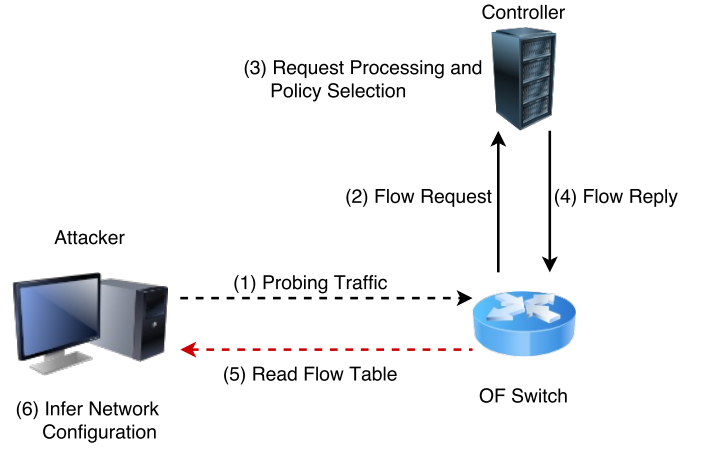 Controller
(3) Request Processing and
Policy Selection
(2) Flow Request
(4) Flow Reply
Attacker
(1) Probing Traffic
(5) Read Flow Table
OF Switch
(6) Infer Network
Configuration